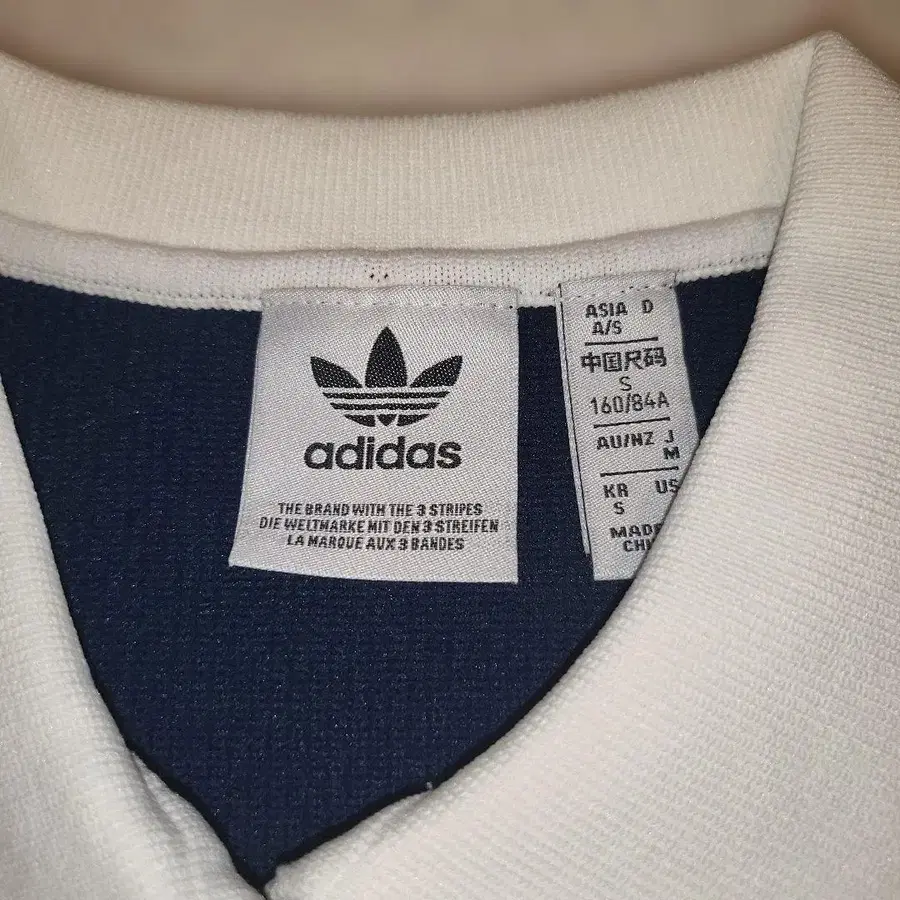 adidas
THE BRAND WITH THE 3 STRIPES
DIE WELTMARKE MIT DEN 3 STREIFEN
LA MARQUE AUX 3 BANDES
ASIA D
A/S
中国尺码
S
160/84A
AU/NZ J
M
KR US
S
MADE